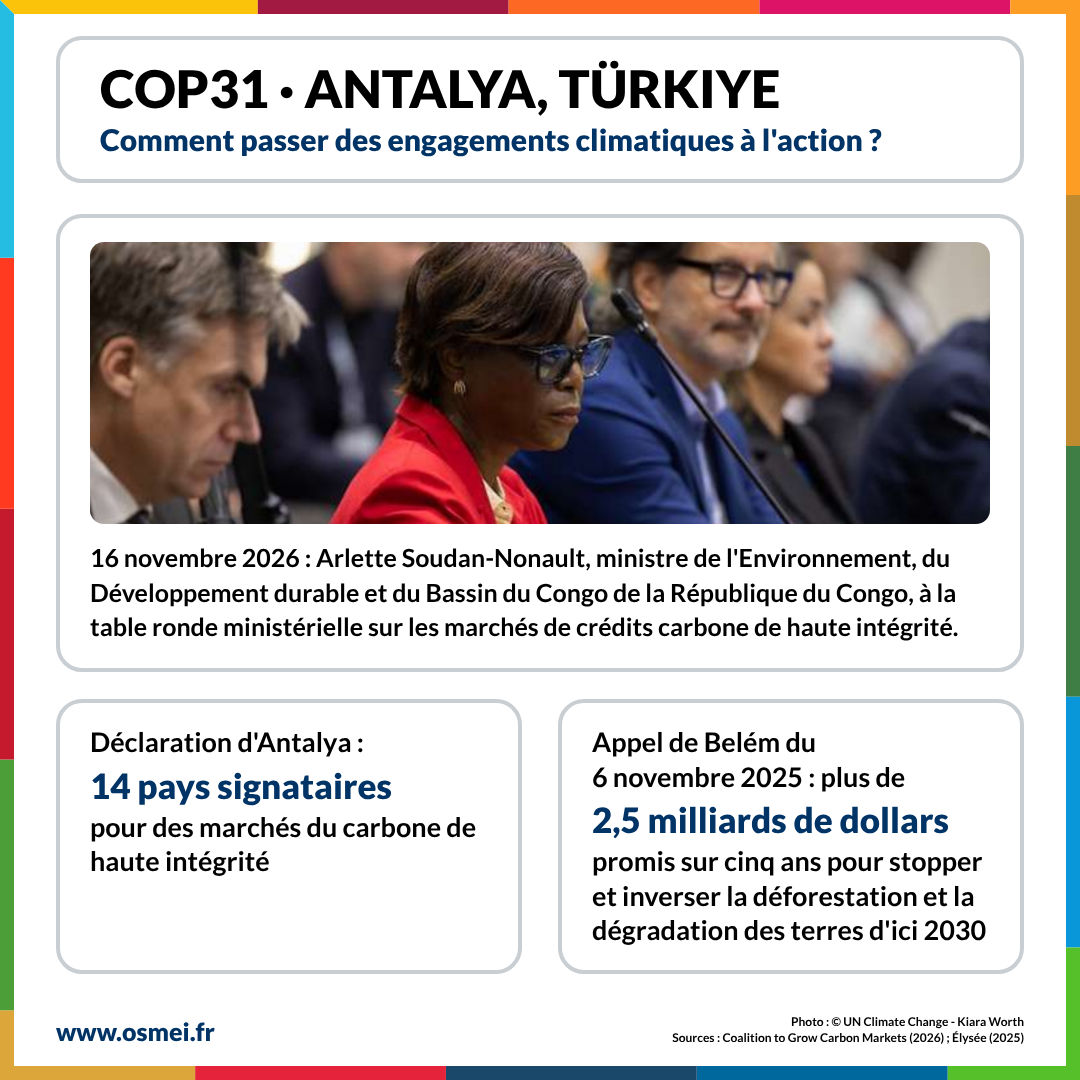 COP31 · ANTALYA, TÜRKIYE
Comment passer des engagements climatiques à l'action ?
16 novembre 2026 : Arlette Soudan-Nonault, ministre de l'Environnement, du
Développement durable et du Bassin du Congo de la République du Congo, à la
table ronde ministérielle sur les marchés de crédits carbone de haute intégrité.
Déclaration d'Antalya :
14 pays signataires
pour des marchés du carbone de
haute intégrité
Appel de Belém du
6 novembre 2025 : plus de
2,5 milliards de dollars
promis sur cinq ans pour stopper
et inverser la déforestation et la
dégradation des terres d'ici 2030
www.osmei.fr
Photo : © UN Climate Change - Kiara Worth
Sources : Coalition to Grow Carbon Markets (2026) ; Élysée (2025)